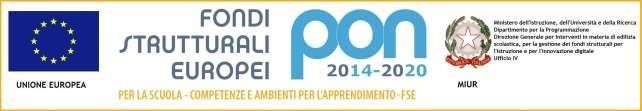 FONDI
STRUTTURALI
EUROPEI
pon
2014-2020
UNIONE EUROPEA
PER LA SCUOLA - COMPETENZE E AMBIENTI PER L'APPRENDIMENTO - FSE
Ministero dell'Istruzione, dell'Università e della Ricerca
Dipartimento per la Programmazione
Direzione Generale per interventi in materia di edilizia
scolastica, per la gestione dei fondi strutturali per
l'istruzione e per l'innovazione digitale
Ufficio IV
MIUR